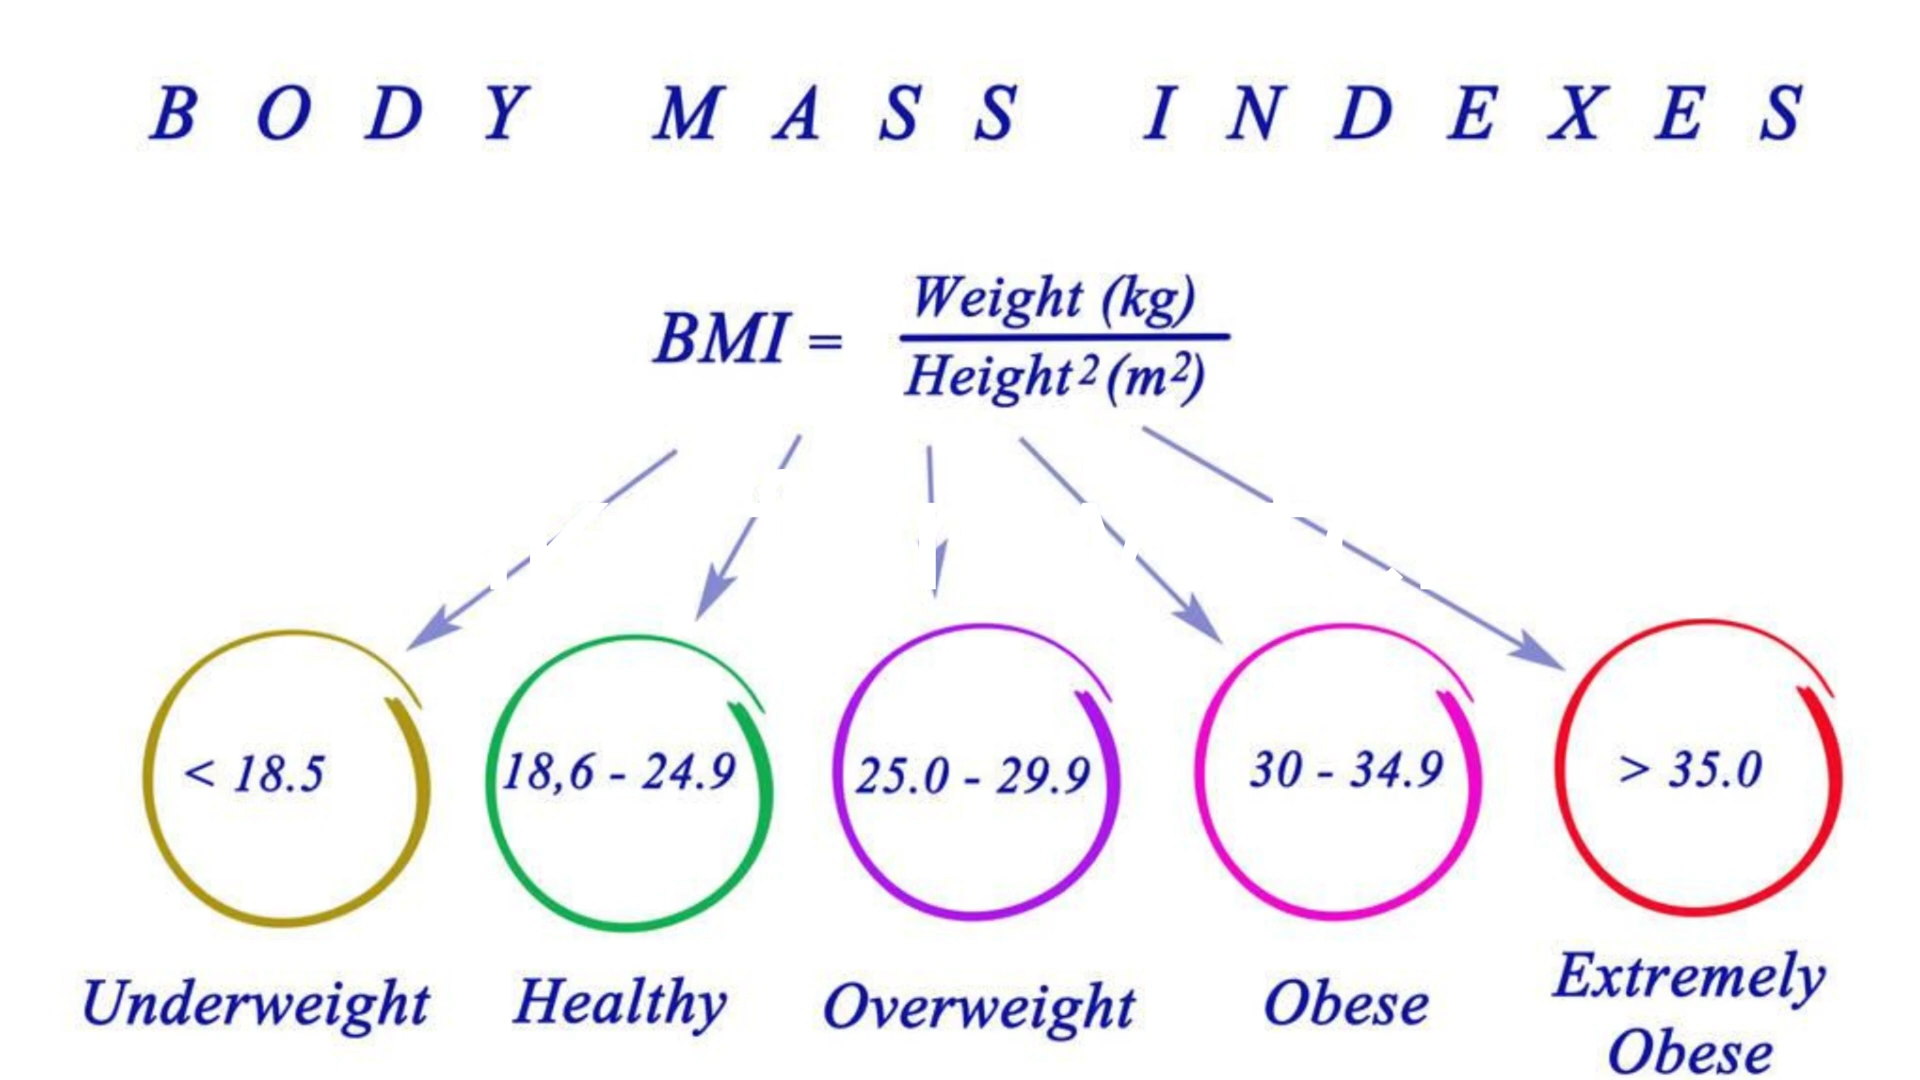 BODY MASS INDEXES
BMI = Weight (kg)
Height² (m²)
< 18.5
18,6 - 24.9
25.0 - 29.9
30 - 34.9
> 35.0
Underweight
Healthy
Overweight
Obese
Extremely
Obese